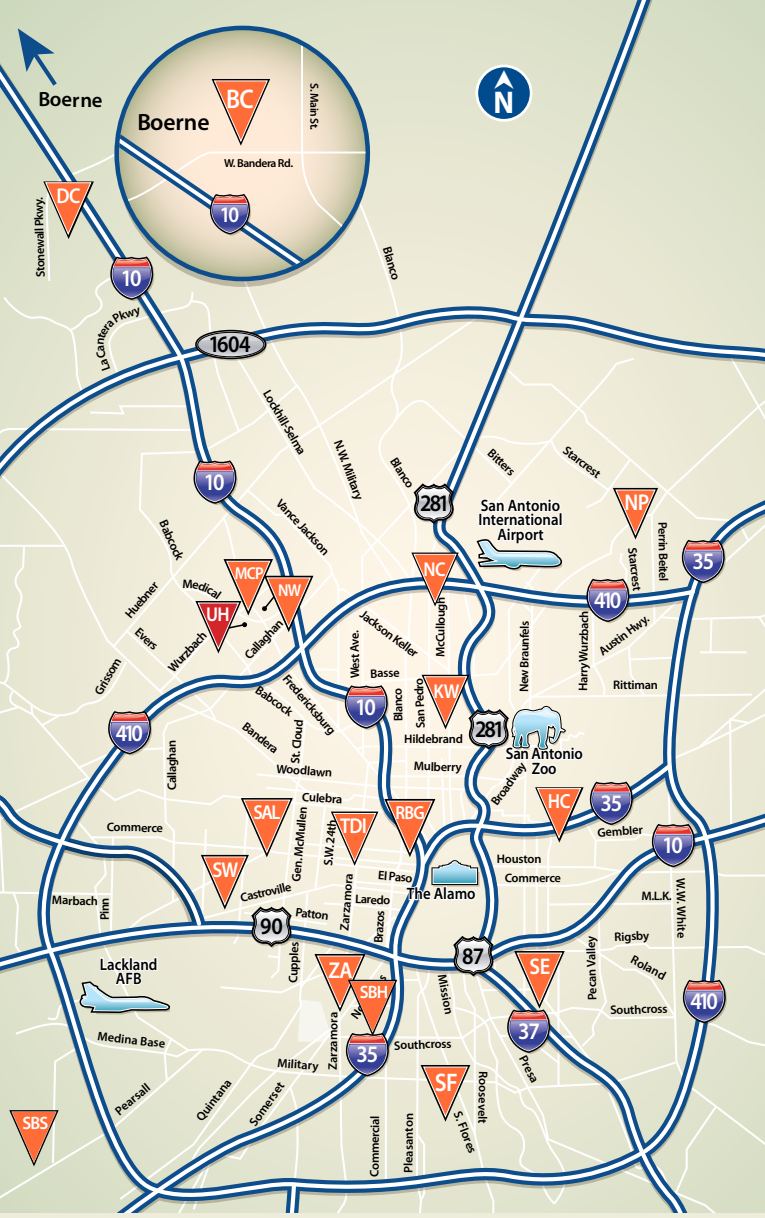 Boerne
BC
Boerne
S. Main St.
W. Bandera Rd.
10
N
DC
Stonewall Pkwy.
10
La Cantera Pkwy
Blanco
1604
Lockhill-Selma
N.W. Military
Blanco
Bitters
Starcrest
10
281
San Antonio
International
Airport
NP
Perrin Beitel
Starcrest
35
Vance Jackson
Babcock
Huebner
Medical
MCP
NW
UH
NC
McCullough
410
Evers
Wurzbach
Callaghan
Grissom
Jackson Keller
West Ave.
Basse
Blanco
San Pedro
KW
New Braunfels
Harry Wurzbach
Austin Hwy.
Rittiman
410
Babcock
Fredericksburg
10
281
Hildebrand
San Antonio
Zoo
Bandera
St. Cloud
Callaghan
Woodlawn
Mulberry
Broadway
Culebra
SAL
Gen. McMullen
S.W. 24th
TDI
RBG
HC
35
Gembler
10
Commerce
SW
Houston
Commerce
El Paso
The Alamo
Castroville
Zarzamora
Laredo
M.L.K.
W.W. White
Marbach
Pinn
Patton
Brazos
90
87
Rigsby
Pecan Valley
Roland
Lackland
AFB
Cupples
ZA
SBH
Mission
SE
Southcross
410
37
Medina Base
Zarzamora
Military
35
Southcross
Presa
Pearsall
Quintana
Somerset
SF
Roosevelt
S. Flores
SBS
Commercial
Pleasanton